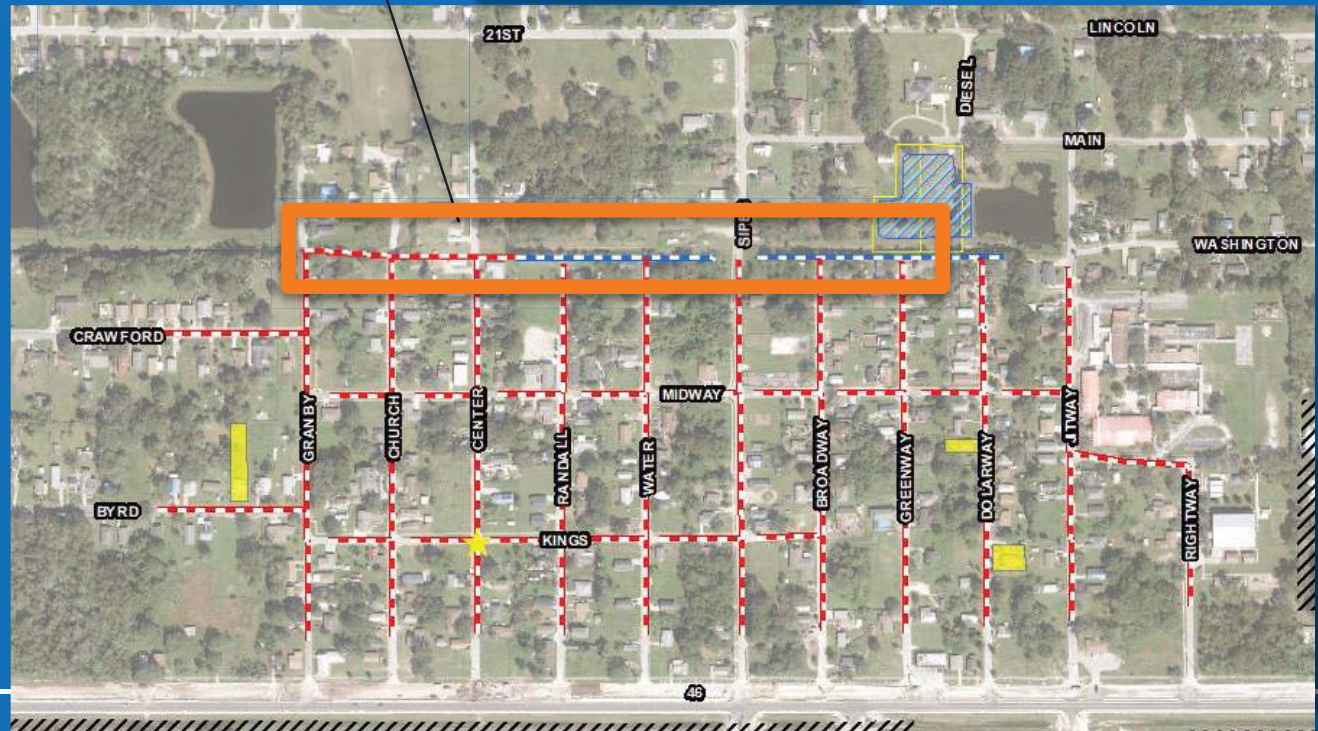 21ST
LINCOLN
DIESEL
MAIN
SIPES
WASHINGTON
CRAWFORD
MIDWAY
GRANBY
CHURCH
CENTER
RANDALL
WATER
BROADWAY
GREENWAY
DOLARWAY
JITWAY
BYRD
KINGS
RIGHTWAY
46